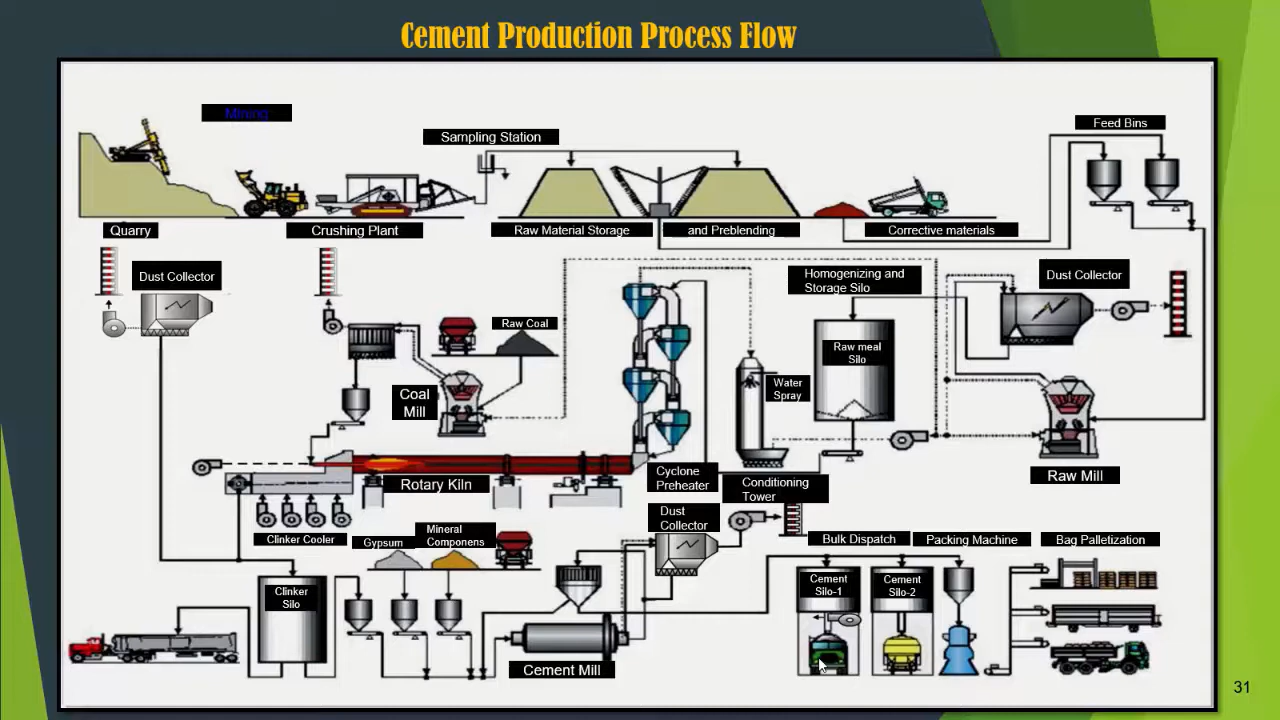 Cement Production Process Flow
Mining
Sampling Station
Feed Bins
Quarry
Crushing Plant
Raw Material Storage
and Preblending
Corrective materials
Dust Collector
Homogenizing and
Storage Silo
Dust Collector
Raw Coal
Raw meal
Silo
Coal
Mill
Water
Spray
Rotary Kiln
Cyclone
Preheater
Conditioning
Tower
Raw Mill
Dust
Collector
Clinker Cooler
Gypsum
Mineral
Componens
Bulk Dispatch
Packing Machine
Bag Palletization
Clinker
Silo
Cement
Silo-1
Cement
Silo-2
Cement Mill
31